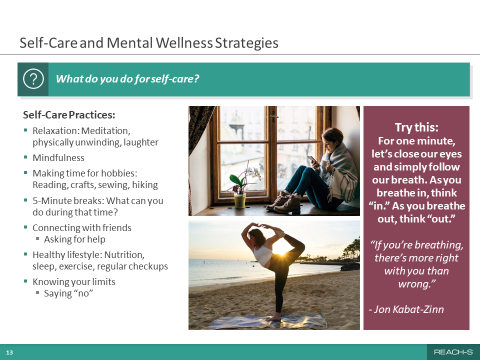 Self-Care and Mental Wellness Strategies
?
What do you do for self-care?
Self-Care Practices:
Relaxation: Meditation,
physically unwinding, laughter
Mindfulness
Making time for hobbies:
Reading, crafts, sewing, hiking
5-Minute breaks: What can you
do during that time?
Connecting with friends
Asking for help
Healthy lifestyle: Nutrition,
sleep, exercise, regular checkups
Knowing your limits
Saying “no”
Try this:
For one minute,
let’s close our eyes
and simply follow
our breath. As you
breathe in, think
“in.” As you breathe
out, think “out.”
“If you’re breathing,
there’s more right
with you than
wrong.”
- Jon Kabat-Zinn
13
REACH-S